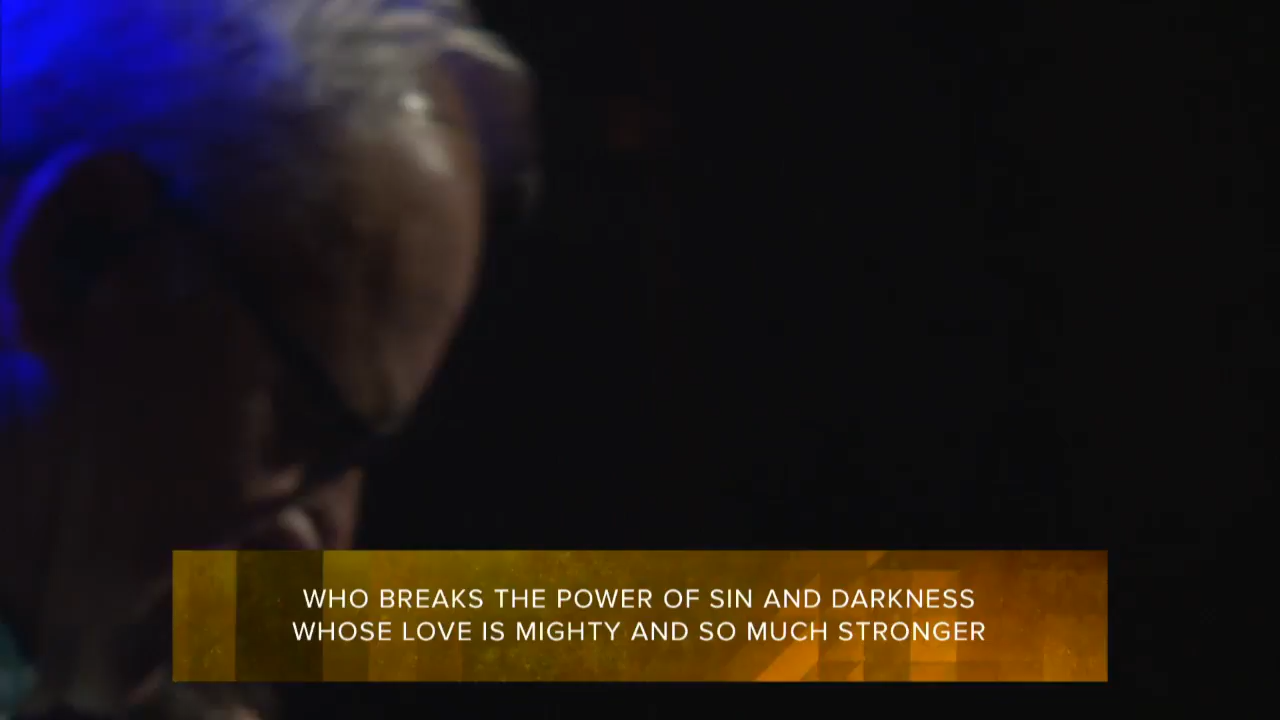 WHO BREAKS THE POWER OF SIN AND DARKNESS
WHOSE LOVE IS MIGHTY AND SO MUCH STRONGER